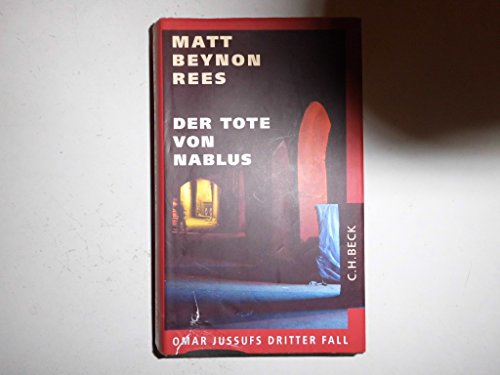 MATT
BEYNON
REES
DER TOTE
VON
NABLUS
C.H.BECK
OMAR JUSSUFS DRITTER FALL